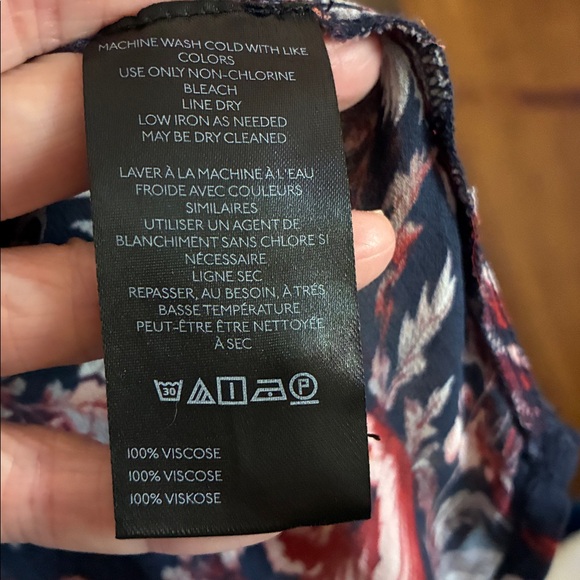 MACHINE WASH COLD WITH LIKE
COLORS
USE ONLY NON-CHLORINE
BLEACH
LINE DRY
LOW IRON AS NEEDED
MAY BE DRY CLEANED
LAVER À LA MACHINE À L'EAU
FROIDE AVEC COULEURS
SIMILAIRES
UTILISER UN AGENT DE
BLANCHIMENT SANS CHLORE SI
NÉCESSAIRE
LIGNE SEC
REPASSER, AU BESOIN, À TRÉS
BASSE TEMPÉRATURE
PEUT-ÊTRE ÊTRE NETTOYÉE
À SEC
30 P
100% VISCOSE
100% VISCOSE
100% VISKOSE